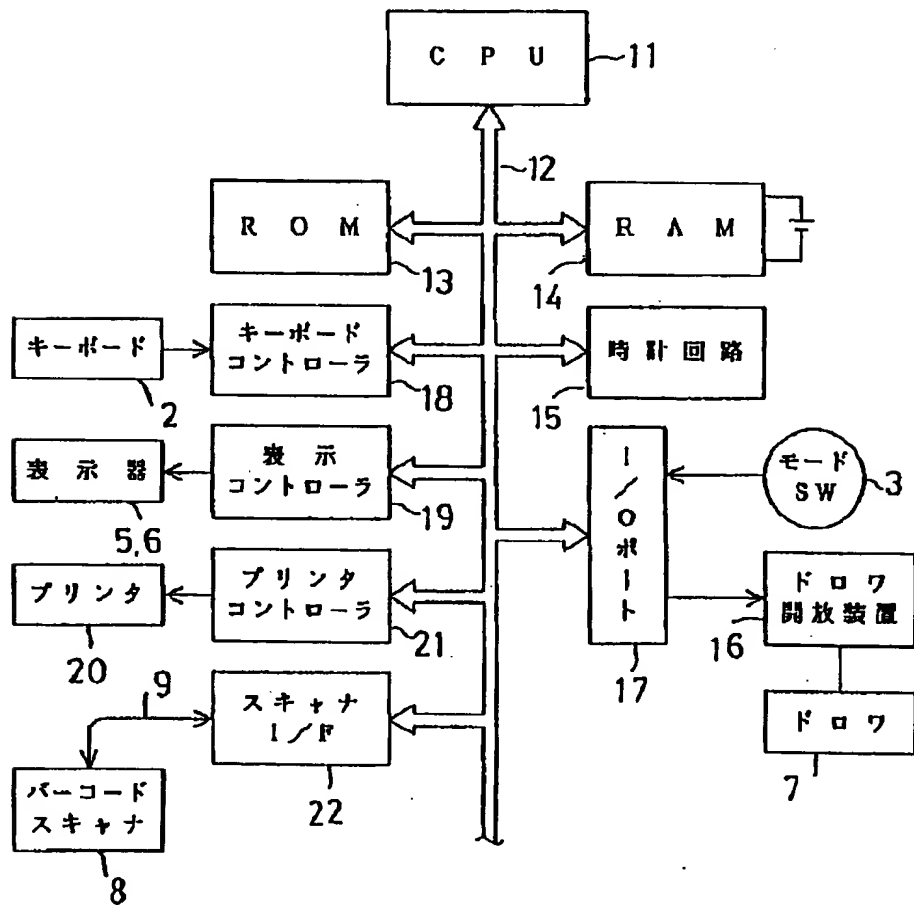 CPU
11
12
ROM
13
RAM
14
キーボード
2
キーボード
コントローラ
18
時計回路
15
表示器
5,6
表示
コントローラ
19
I/Oポート
17
モード
SW
3
プリンタ
20
プリンタ
コントローラ
21
ドロワ
開放装置
16
9
スキャナ
I/F
22
ドロワ
7
バーコード
スキャナ
8